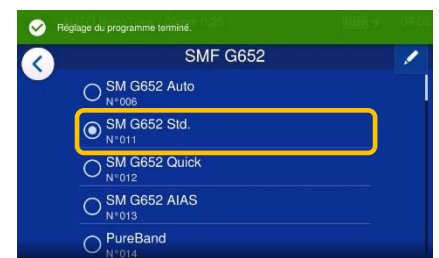 Réglage du programme terminé.
SMF G652
SM G652 Auto
N°006
SM G652 Std.
N°011
SM G652 Quick
N°012
SM G652 AIAS
N°013
PureBand
N°014